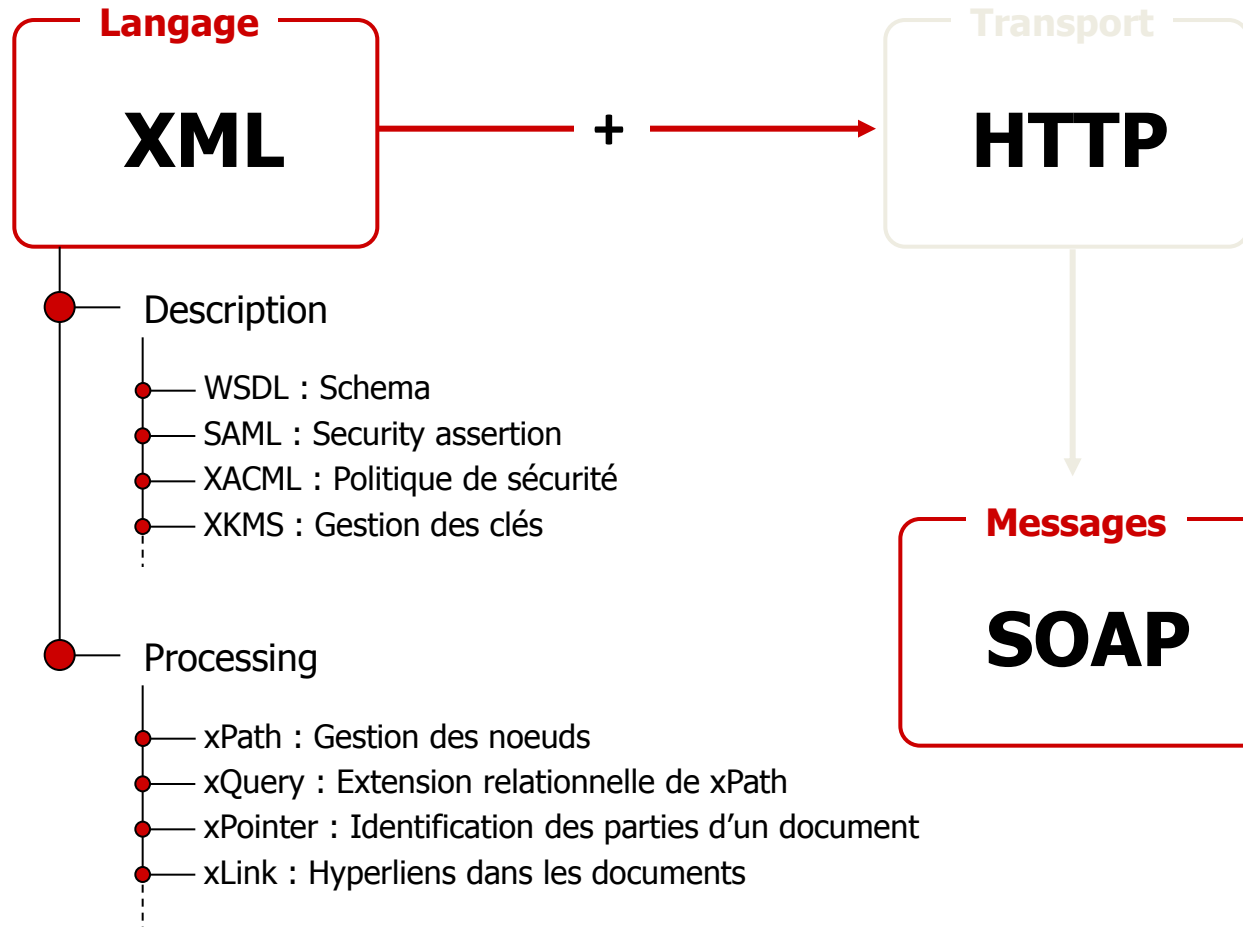 Langage
XML
+
Transport
HTTP
Description
WSDL : Schema
SAML : Security assertion
XACML : Politique de sécurité
XKMS : Gestion des clés
Messages
SOAP
Processing
xPath : Gestion des noeuds
xQuery : Extension relationnelle de xPath
xPointer : Identification des parties d’un document
xLink : Hyperliens dans les documents